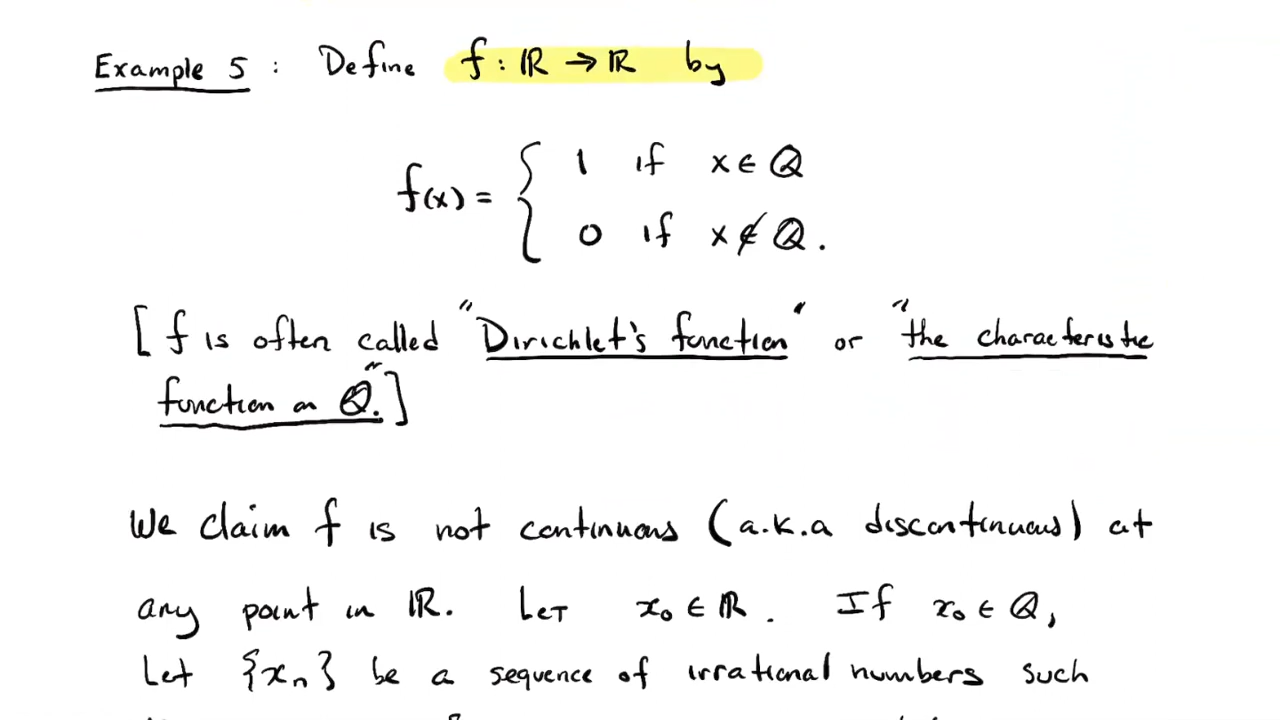 Example 5 : Define f : ℝ → ℝ by
f(x) = { 1 if x ∈ ℚ
0 if x ∉ ℚ .
[ f is often called "Dirichlet's function" or "the characteristic
function on ℚ." ]
We claim f is not continuous (a.k.a discontinuous) at
any point in ℝ. Let x₀ ∈ ℝ . If x₀ ∈ ℚ,
Let {xₙ} be a sequence of irrational numbers such